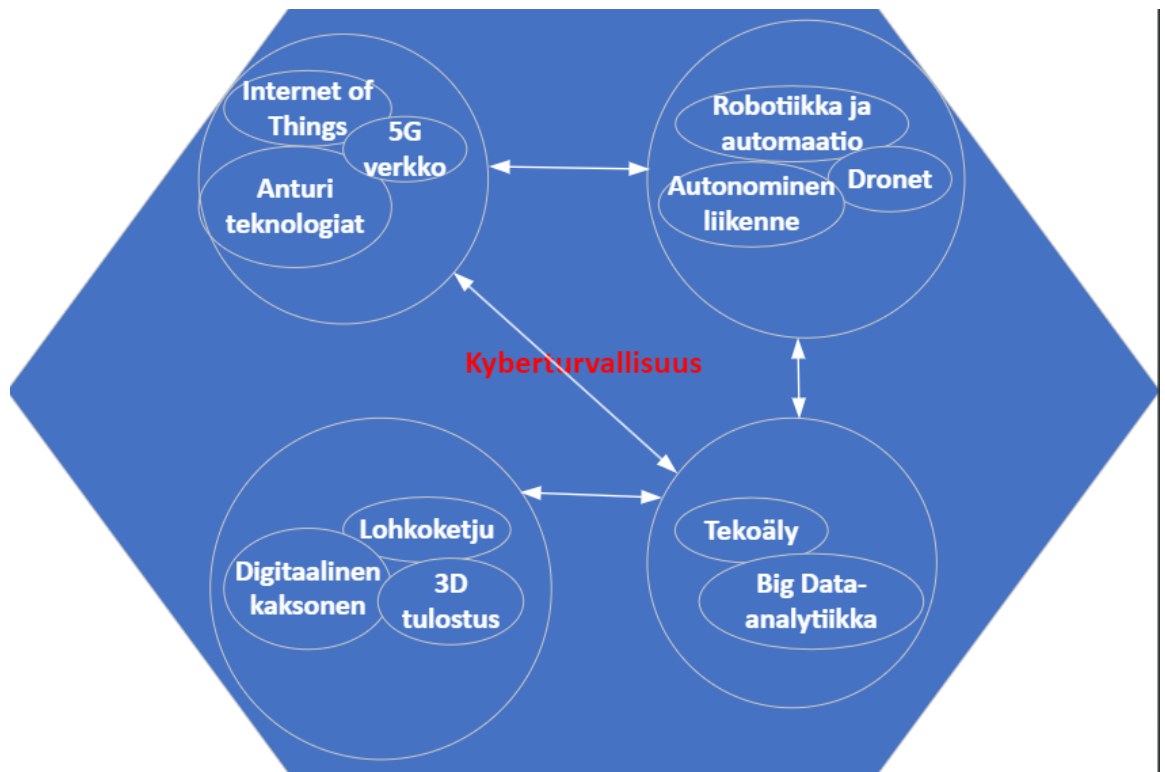 Internet of
Things
5G
verkko
Anturi
teknologiat
Robotiikka ja
automaatio
Autonominen
liikenne
Dronet
Kyberturvallisuus
Lohkoketju
Digitaalinen
kaksonen
3D
tulostus
Tekoäly
Big Data-
analytiikka